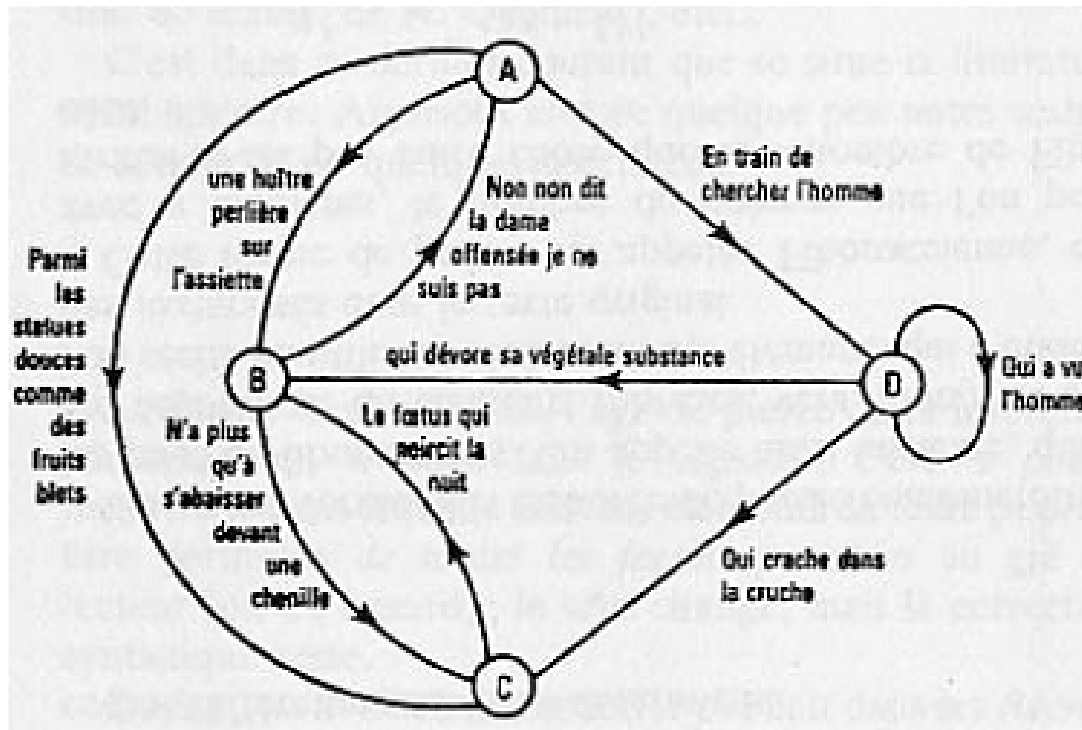 A
une huître
perlière
sur
l'assiette
Non non dit
la dame
offensée je ne
suis pas
En train de
chercher l'homme
Parmi
les
statues
douces
comme
des
fruits
blets
B
qui dévore sa végétale substance
D
Qui a vu
l'homme
N'a plus
qu'à
s'abaisser
devant
une
chenille
Le fœtus qui
noircit la
nuit
Qui crache dans
la cruche
C